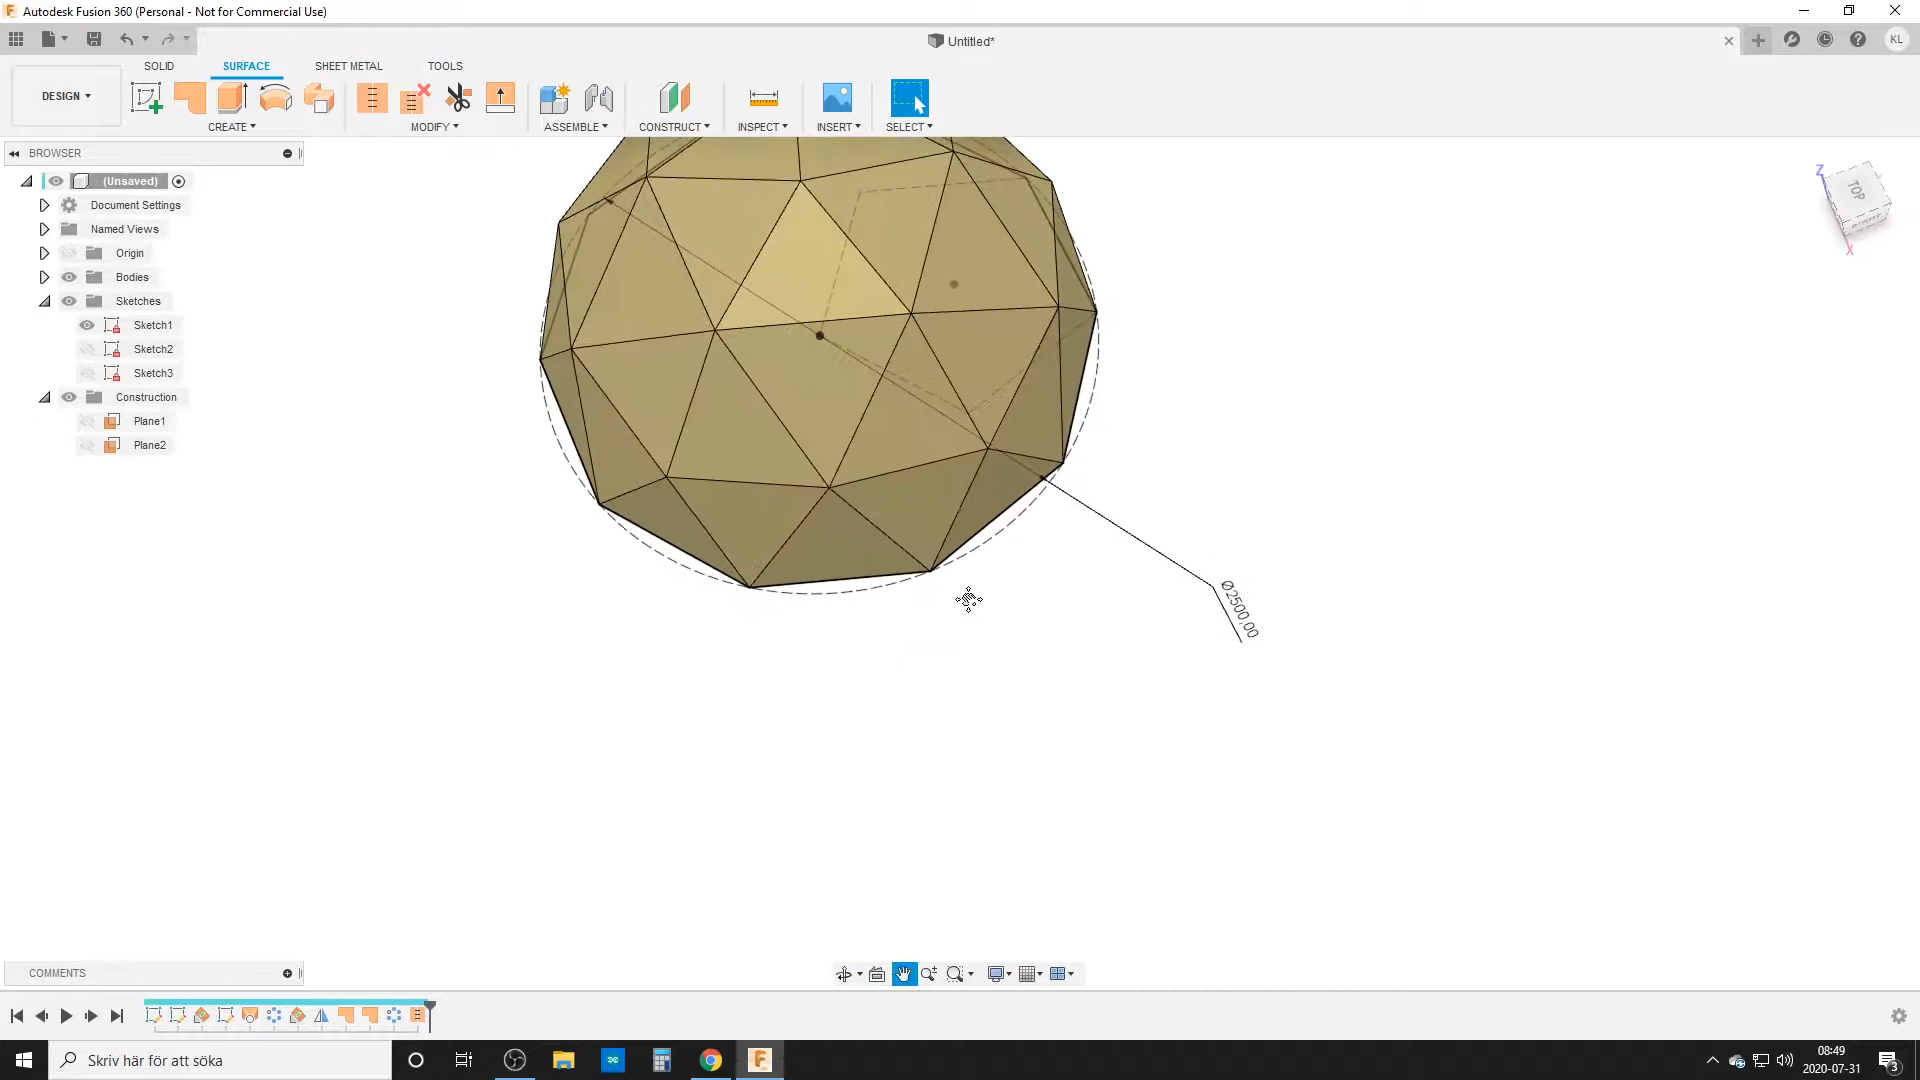 Autodesk Fusion 360 (Personal - Not for Commercial Use)
Untitled*
KL
DESIGN
SOLID
SURFACE
SHEET METAL
TOOLS
CREATE
MODIFY
ASSEMBLE
CONSTRUCT
INSPECT
INSERT
SELECT
BROWSER
(Unsaved)
Document Settings
Named Views
Origin
Bodies
Sketches
Sketch1
Sketch2
Sketch3
Construction
Plane1
Plane2
Z
TOP
X
Ø2500,00
COMMENTS
Skriv här för att söka
08:49
2020-07-31
3